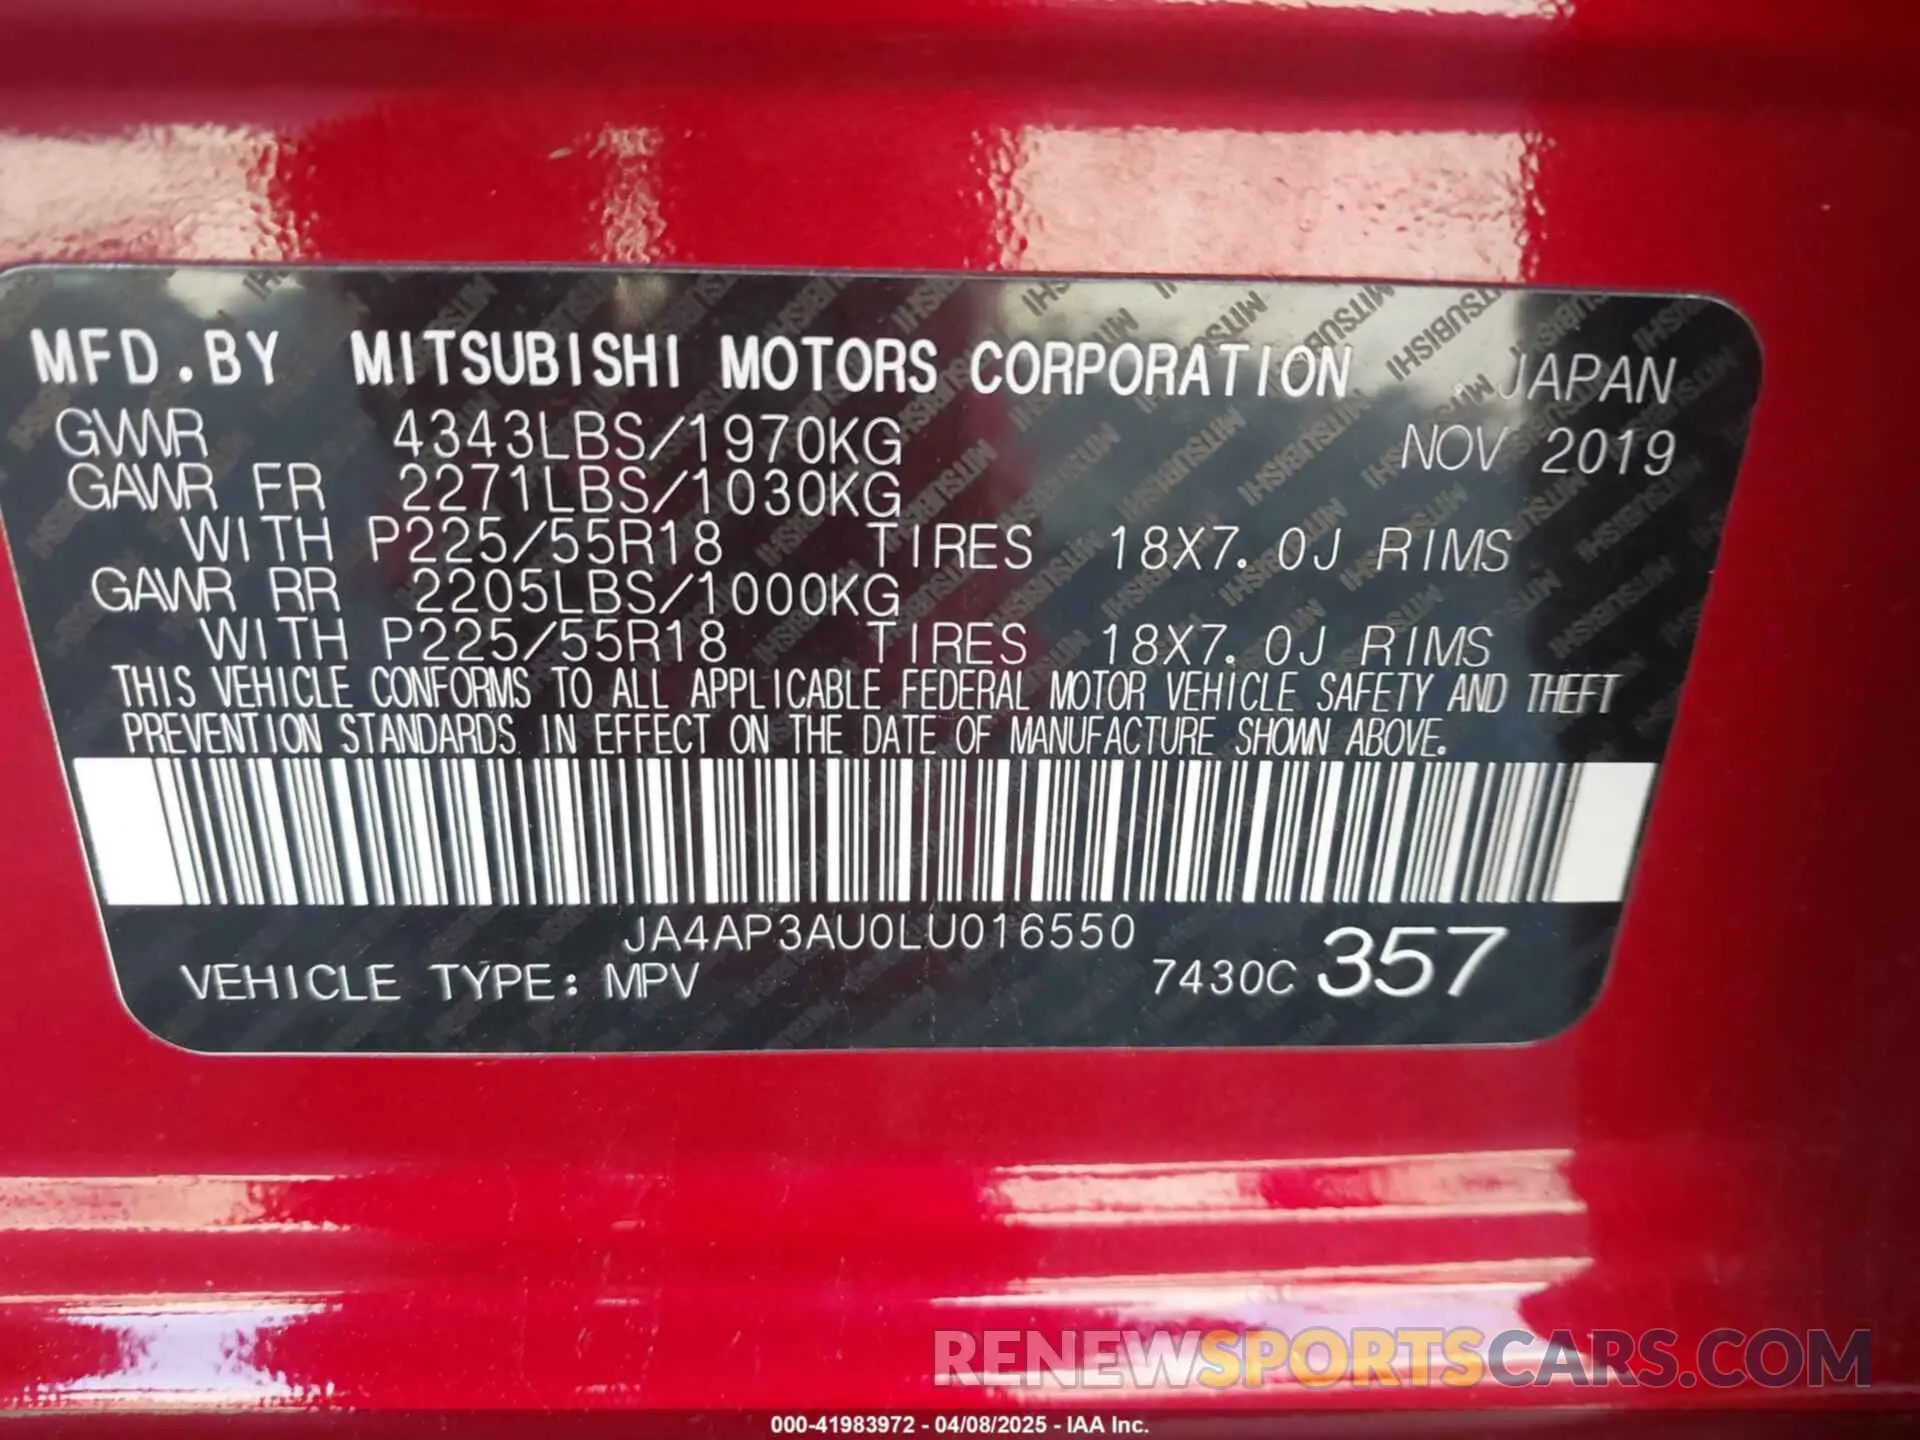 MFD.BY MITSUBISHI MOTORS CORPORATION JAPAN
GVWR 4343LBS/1970KG NOV 2019
GAWR FR 2271LBS/1030KG
WITH P225/55R18 TIRES 18X7.0J RIMS
GAWR RR 2205LBS/1000KG
WITH P225/55R18 TIRES 18X7.0J RIMS
THIS VEHICLE CONFORMS TO ALL APPLICABLE FEDERAL MOTOR VEHICLE SAFETY AND THEFT
PREVENTION STANDARDS IN EFFECT ON THE DATE OF MANUFACTURE SHOWN ABOVE.
JA4AP3AU0LU016550
VEHICLE TYPE: MPV 7430C 357
RENEWSPORTSCARS.COM
000-41983972 - 04/08/2025 - IAA Inc.